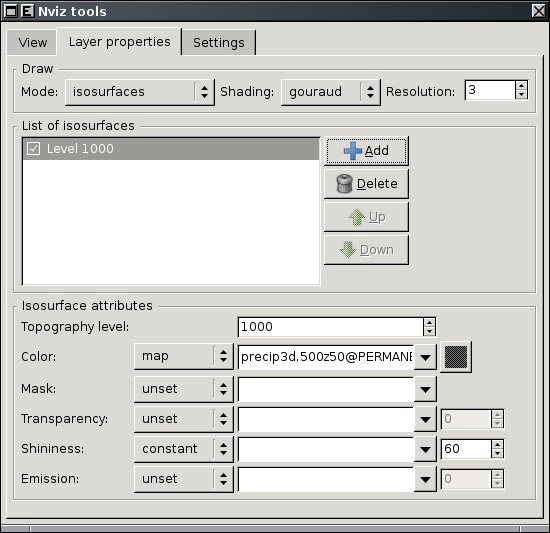 Nviz tools
View Layer properties Settings
Draw
Mode: isosurfaces Shading: gouraud Resolution: 3
List of isosurfaces
Level 1000
Add
Delete
Up
Down
Isosurface attributes
Topography level: 1000
Color: map precip3d.500z50@PERMANE
Mask: unset
Transparency: unset 0
Shininess: constant 60
Emission: unset 0